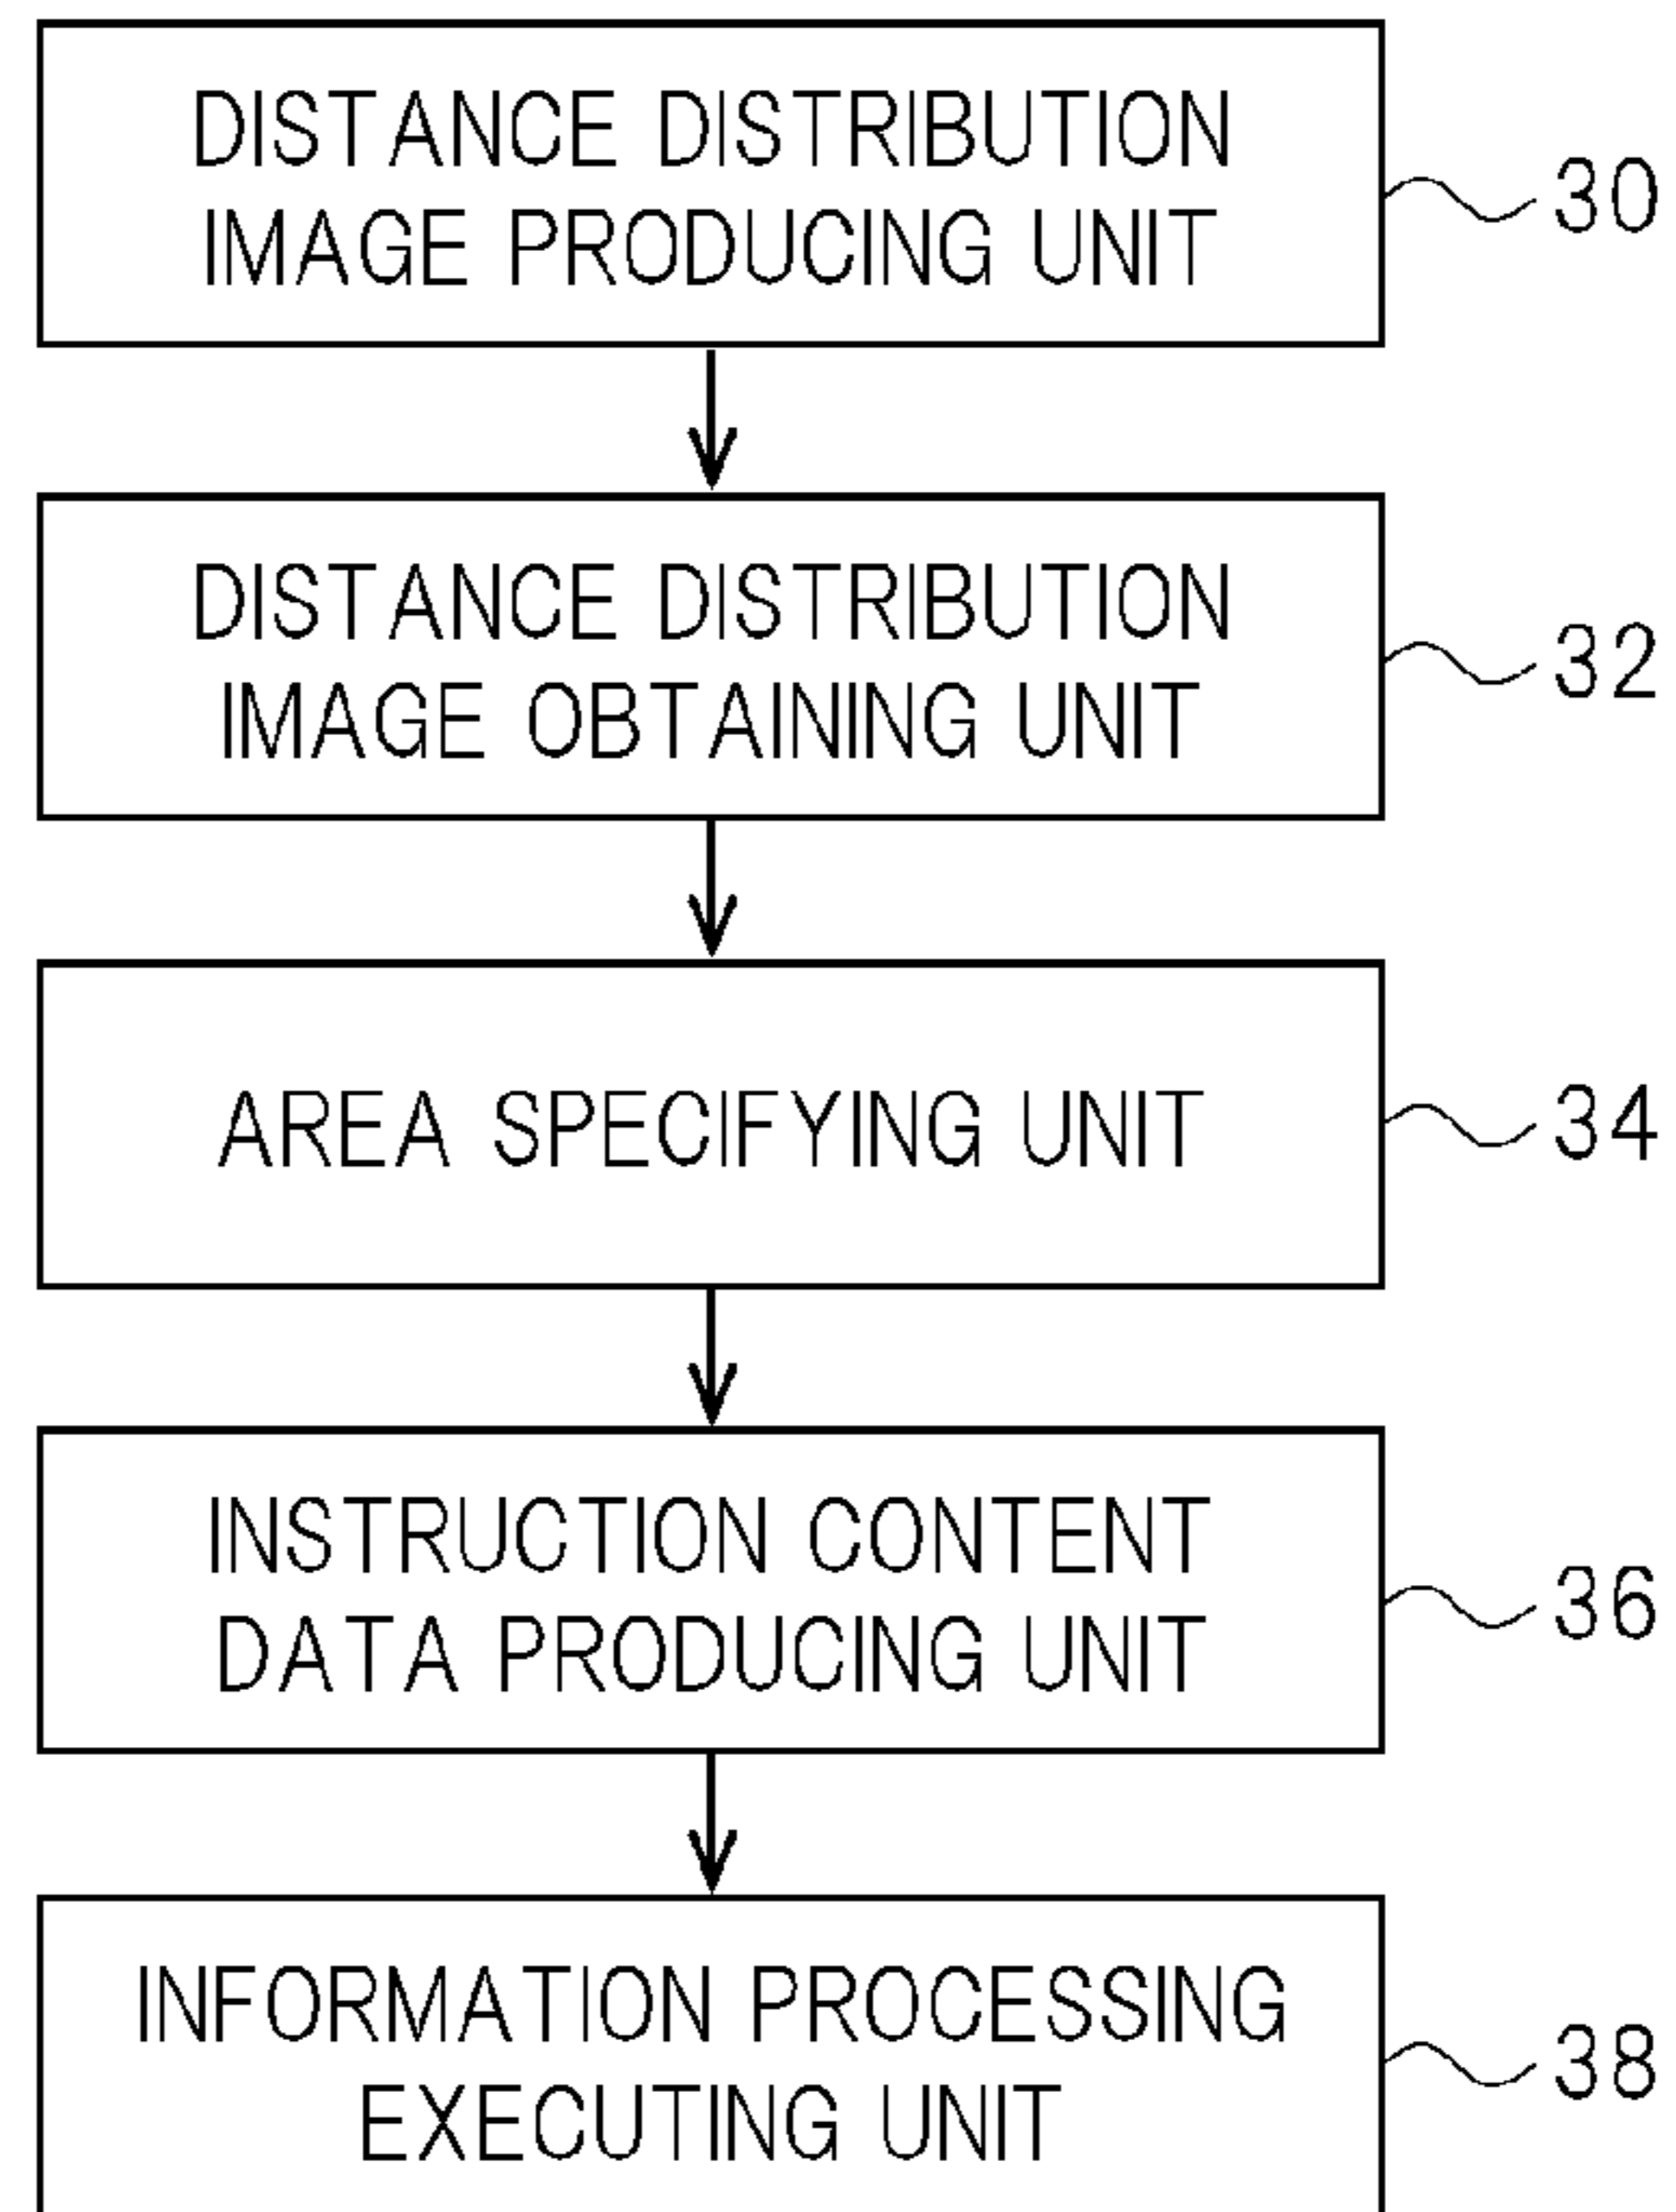 DISTANCE DISTRIBUTION
IMAGE PRODUCING UNIT
30
DISTANCE DISTRIBUTION
IMAGE OBTAINING UNIT
32
AREA SPECIFYING UNIT
34
INSTRUCTION CONTENT
DATA PRODUCING UNIT
36
INFORMATION PROCESSING
EXECUTING UNIT
38